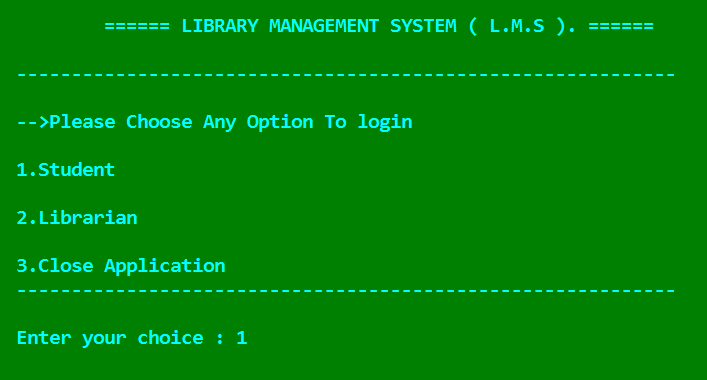 ====== LIBRARY MANAGEMENT SYSTEM ( L.M.S ). ======
------------------------------------------------------------
-->Please Choose Any Option To login
1.Student
2.Librarian
3.Close Application
------------------------------------------------------------
Enter your choice : 1